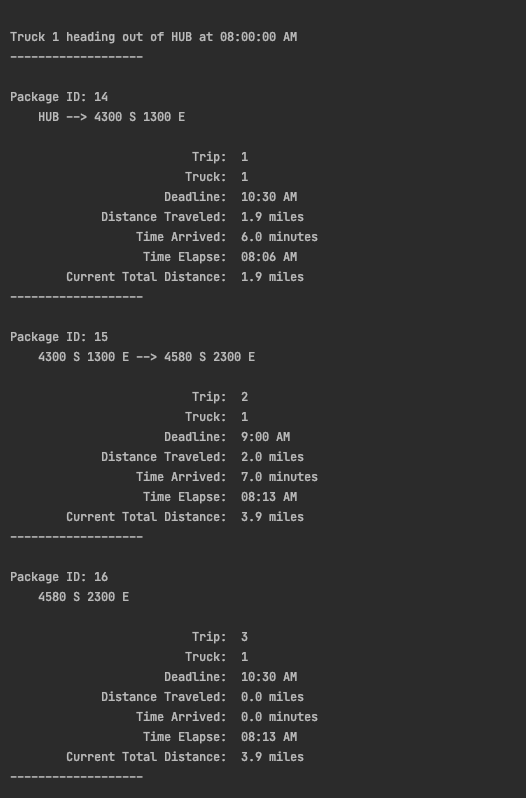 Truck 1 heading out of HUB at 08:00:00 AM
-------------------
Package ID: 14
HUB --> 4300 S 1300 E
Trip: 1
Truck: 1
Deadline: 10:30 AM
Distance Traveled: 1.9 miles
Time Arrived: 6.0 minutes
Time Elapse: 08:06 AM
Current Total Distance: 1.9 miles
-------------------
Package ID: 15
4300 S 1300 E --> 4580 S 2300 E
Trip: 2
Truck: 1
Deadline: 9:00 AM
Distance Traveled: 2.0 miles
Time Arrived: 7.0 minutes
Time Elapse: 08:13 AM
Current Total Distance: 3.9 miles
-------------------
Package ID: 16
4580 S 2300 E
Trip: 3
Truck: 1
Deadline: 10:30 AM
Distance Traveled: 0.0 miles
Time Arrived: 0.0 minutes
Time Elapse: 08:13 AM
Current Total Distance: 3.9 miles
-------------------